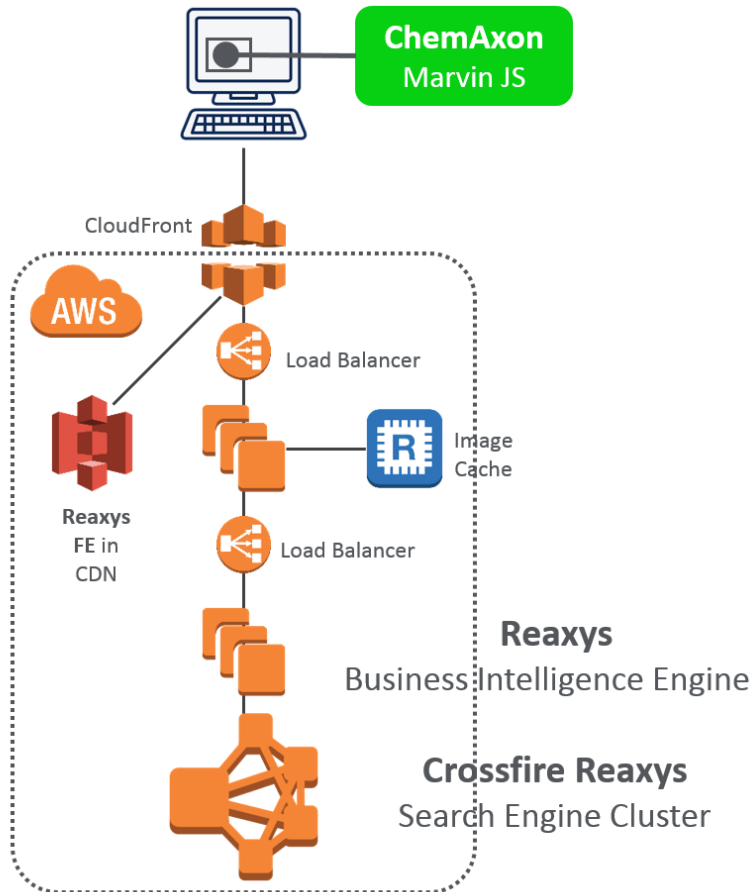 ChemAxon
Marvin JS
CloudFront
AWS
Load Balancer
R
Image
Cache
Reaxys
FE in
CDN
Load Balancer
Reaxys
Business Intelligence Engine
Crossfire Reaxys
Search Engine Cluster